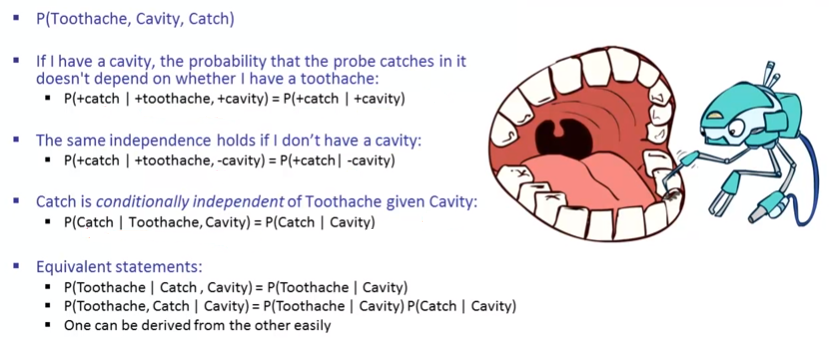 ▪ P(Toothache, Cavity, Catch)
▪ If I have a cavity, the probability that the probe catches in it
doesn't depend on whether I have a toothache:
▪ P(+catch | +toothache, +cavity) = P(+catch | +cavity)
▪ The same independence holds if I don't have a cavity:
▪ P(+catch | +toothache, -cavity) = P(+catch| -cavity)
▪ Catch is conditionally independent of Toothache given Cavity:
▪ P(Catch | Toothache, Cavity) = P(Catch | Cavity)
▪ Equivalent statements:
▪ P(Toothache | Catch , Cavity) = P(Toothache | Cavity)
▪ P(Toothache, Catch | Cavity) = P(Toothache | Cavity) P(Catch | Cavity)
▪ One can be derived from the other easily